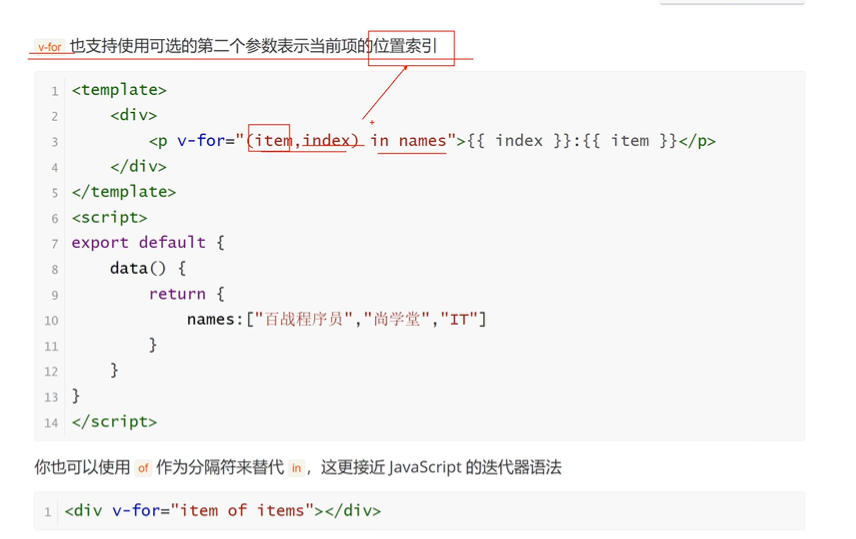 v-for 也支持使用可选的第二个参数表示当前项的位置索引
1 <template>
2 <div>
3 <p v-for="(item,index) in names">{{ index }}:{{ item }}</p>
4 </div>
5 </template>
6 <script>
7 export default {
8 data() {
9 return {
10 names:["百战程序员","尚学堂","IT"]
11 }
12 }
13 }
14 </script>
你也可以使用 of 作为分隔符来替代 in，这更接近 JavaScript 的迭代器语法
1 <div v-for="item of items"></div>